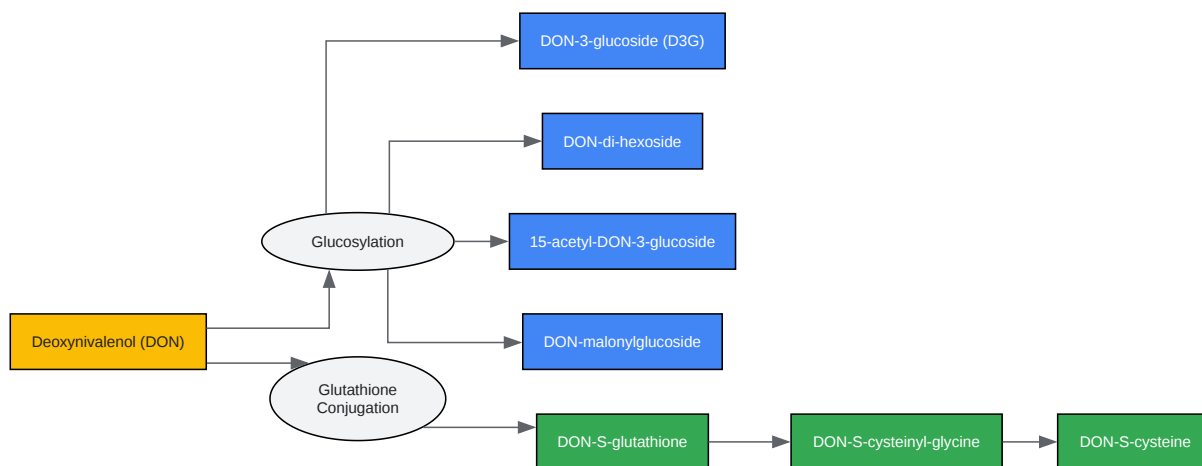 DON-3-glucoside (D3G)
DON-di-hexoside
Glucosylation
15-acetyl-DON-3-glucoside
Deoxynivalenol (DON)
DON-malonylglucoside
Glutathione
Conjugation
DON-S-glutathione
DON-S-cysteinyl-glycine
DON-S-cysteine